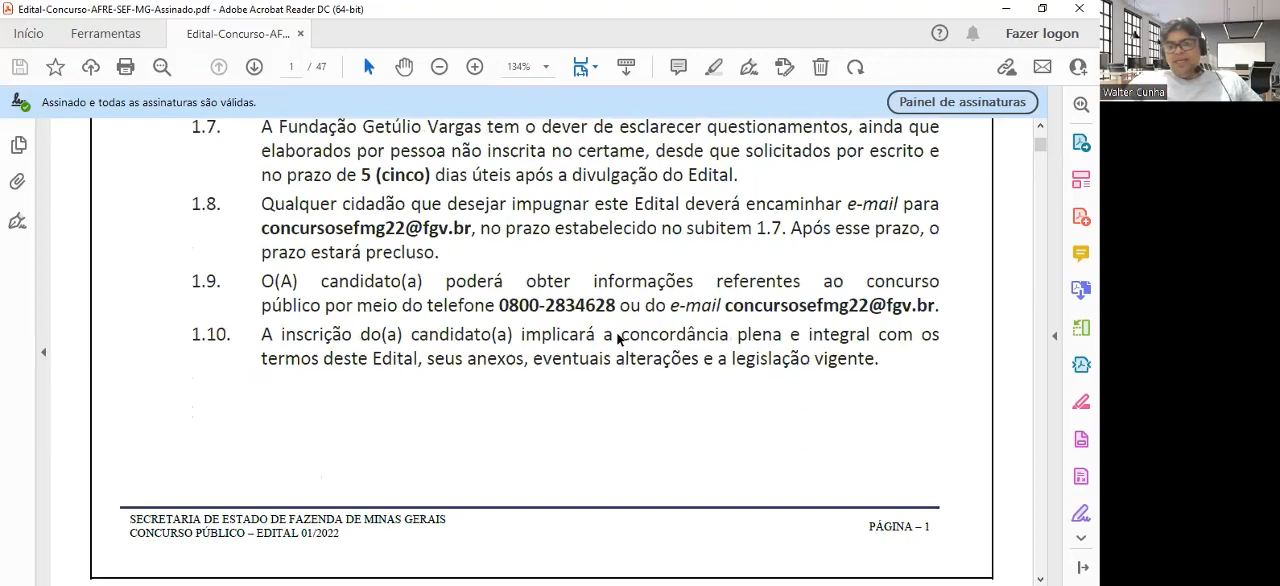 Edital-Concurso-AFRE-SEF-MG-Assinado.pdf - Adobe Acrobat Reader DC (64-bit)
Início Ferramentas Edital-Concurso-AF... × Fazer logon
1 / 47 134%
Assinado e todas as assinaturas são válidas. Painel de assinaturas
Walter Cunha
1.7. A Fundação Getúlio Vargas tem o dever de esclarecer questionamentos, ainda que
elaborados por pessoa não inscrita no certame, desde que solicitados por escrito e
no prazo de 5 (cinco) dias úteis após a divulgação do Edital.
1.8. Qualquer cidadão que desejar impugnar este Edital deverá encaminhar e-mail para
concursosefmg22@fgv.br, no prazo estabelecido no subitem 1.7. Após esse prazo, o
prazo estará precluso.
1.9. O(A) candidato(a) poderá obter informações referentes ao concurso
público por meio do telefone 0800-2834628 ou do e-mail concursosefmg22@fgv.br.
1.10. A inscrição do(a) candidato(a) implicará a concordância plena e integral com os
termos deste Edital, seus anexos, eventuais alterações e a legislação vigente.
SECRETARIA DE ESTADO DE FAZENDA DE MINAS GERAIS
CONCURSO PÚBLICO – EDITAL 01/2022
PÁGINA – 1